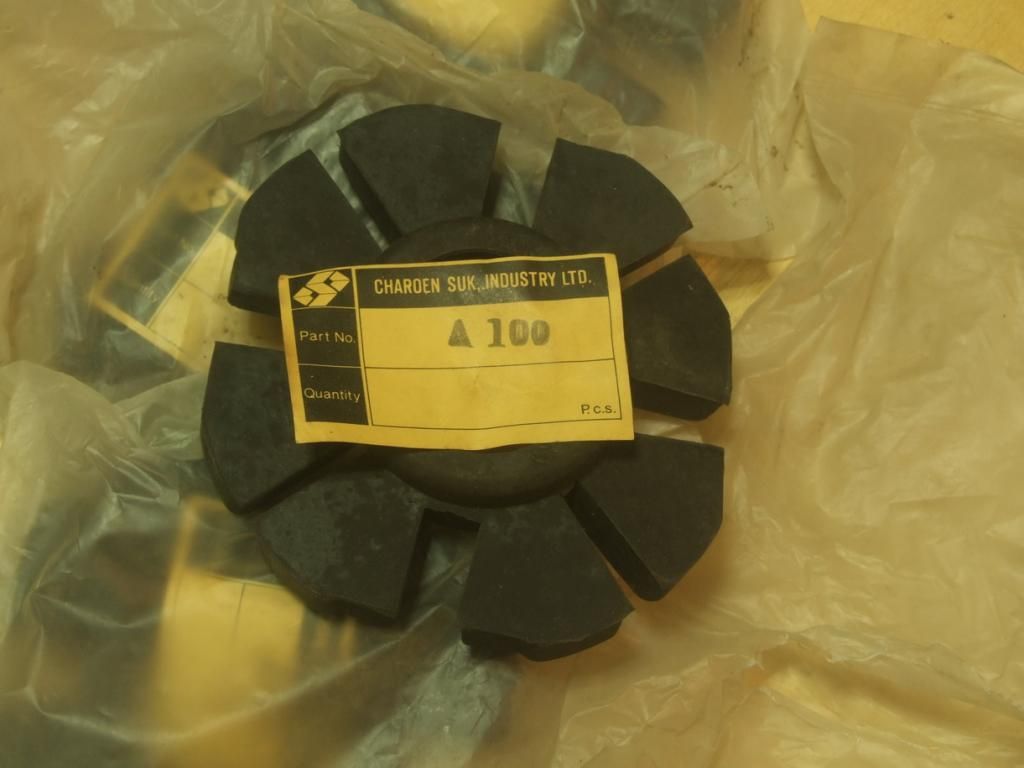 CHAROEN SUK. INDUSTRY LTD.
Part No. A 100
Quantity P.c.s.